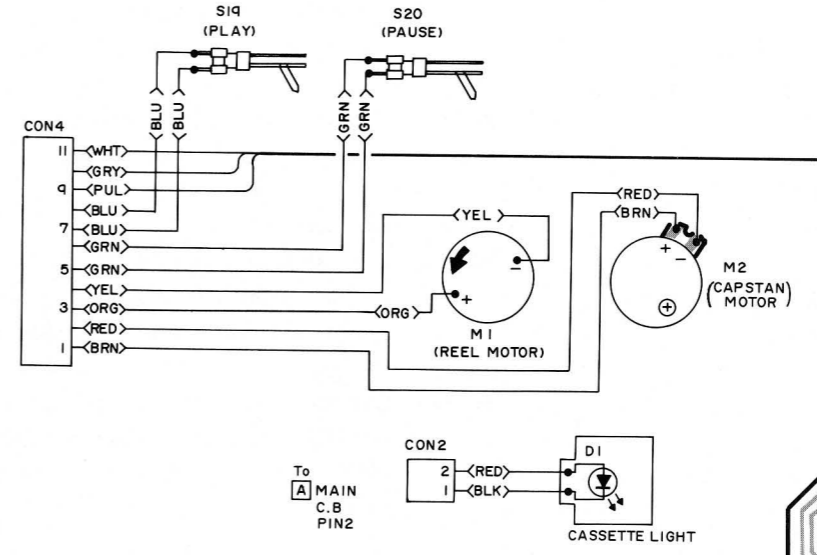 S19
(PLAY)
S20
(PAUSE)
BLU
BLU
GRN
GRN
CON4
11 WHT
GRY
9 PUL
BLU
7 BLU
GRN
5 GRN
YEL
3 ORG
RED
1 BRN
YEL
ORG
−
+
M1
(REEL MOTOR)
RED
BRN
+
−
+
M2
(CAPSTAN
MOTOR)
CON2
2 RED
1 BLK
D1
CASSETTE LIGHT
To
A MAIN
C.B
PIN2